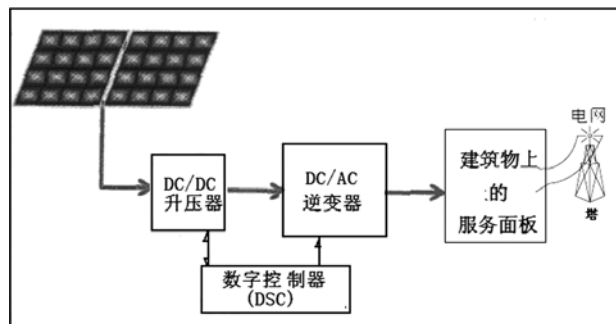 电网
DC/DC
升压器
DC/AC
逆变器
建筑物上
上的
服务面板
塔
数字控制器
(DSC)